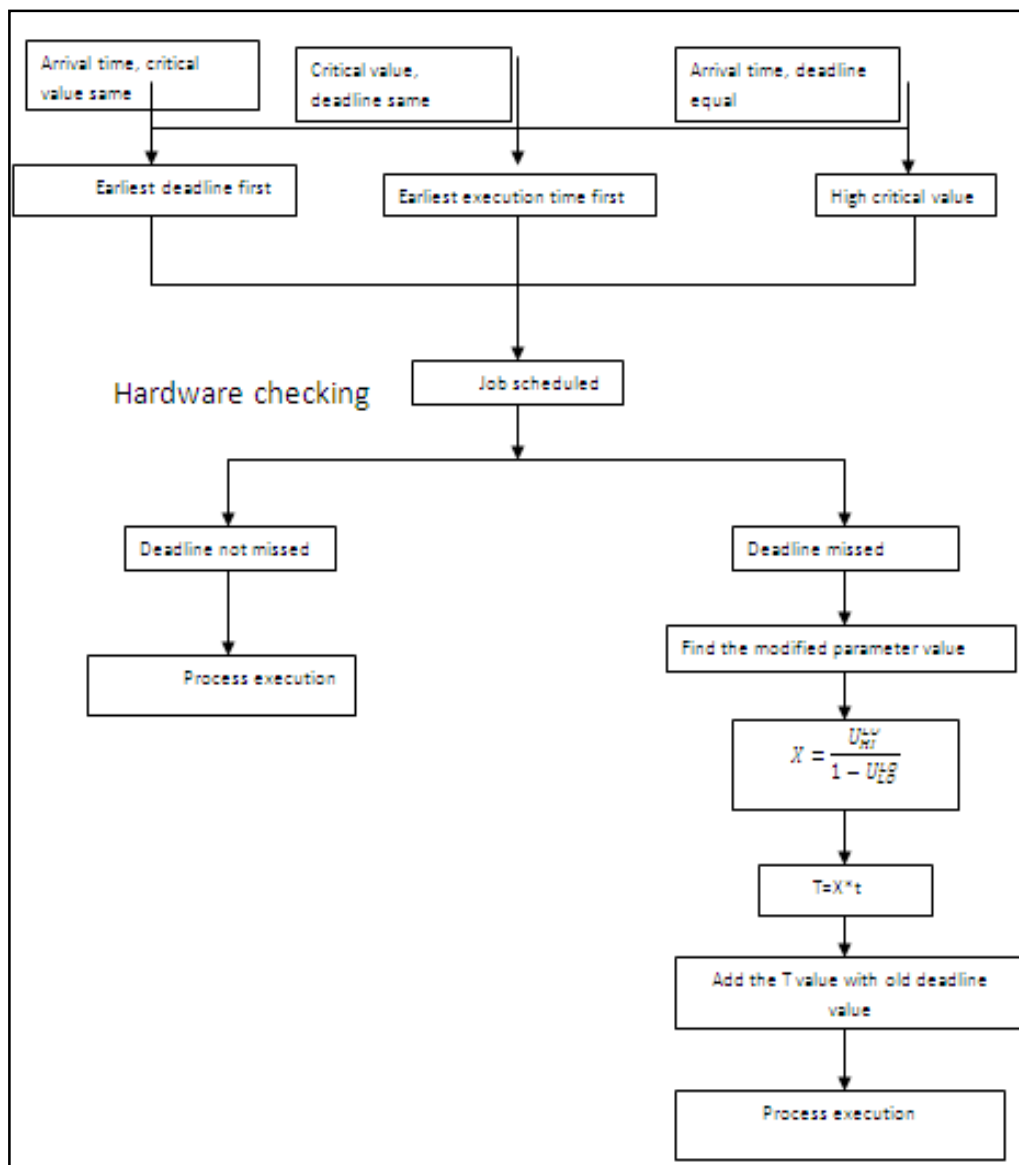 Arrival time, critical
value same
Critical value,
deadline same
Arrival time, deadline
equal
Earliest deadline first
Earliest execution time first
High critical value
Job scheduled
Hardware checking
Deadline not missed
Deadline missed
Process execution
Find the modified parameter value
X =
1 −
T=X*t
Add the T value with old deadline
value
Process execution